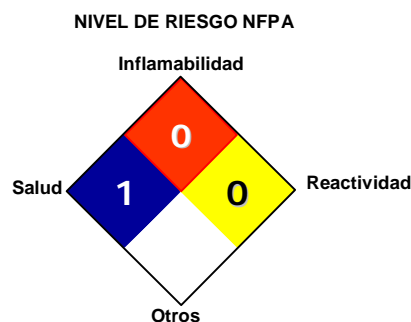 NIVEL DE RIESGO NFPA
Inflamabilidad
0
Salud 1 0 Reactividad
Otros